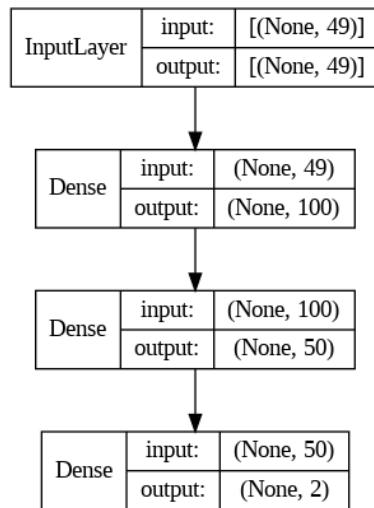 InputLayer
input: [(None, 49)]
output: [(None, 49)]
Dense
input: (None, 49)
output: (None, 100)
Dense
input: (None, 100)
output: (None, 50)
Dense
input: (None, 50)
output: (None, 2)